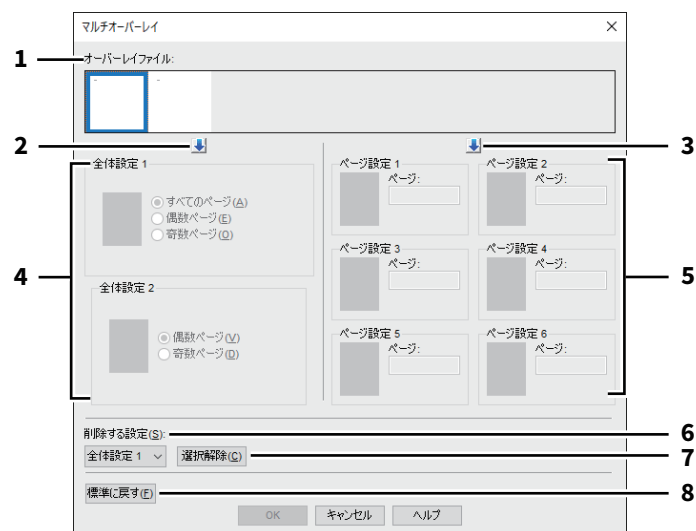 マルチオーバーレイ
1
オーバーレイファイル:
2
3
全体設定 1
すべてのページ(A)
偶数ページ(E)
奇数ページ(O)
ページ設定 1
ページ:
ページ設定 2
ページ:
4
ページ設定 3
ページ:
ページ設定 4
ページ:
5
全体設定 2
偶数ページ(V)
奇数ページ(D)
ページ設定 5
ページ:
ページ設定 6
ページ:
削除する設定(S):
6
全体設定 1
選択解除(C)
7
標準に戻す(F)
8
OK
キャンセル
ヘルプ